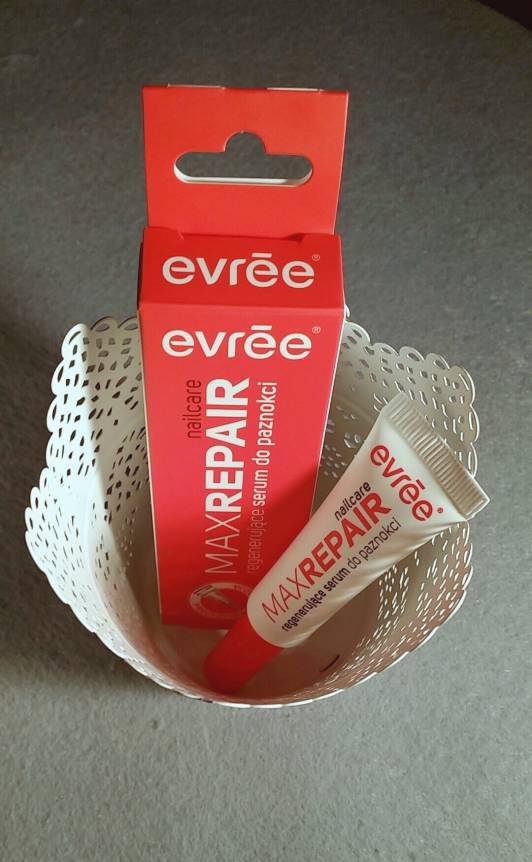 evrēe®
evrēe®
nailcare
MAXREPAIR
regenerujące serum do paznokci
evrēe®
nailcare
MAXREPAIR
regenerujące serum do paznokci